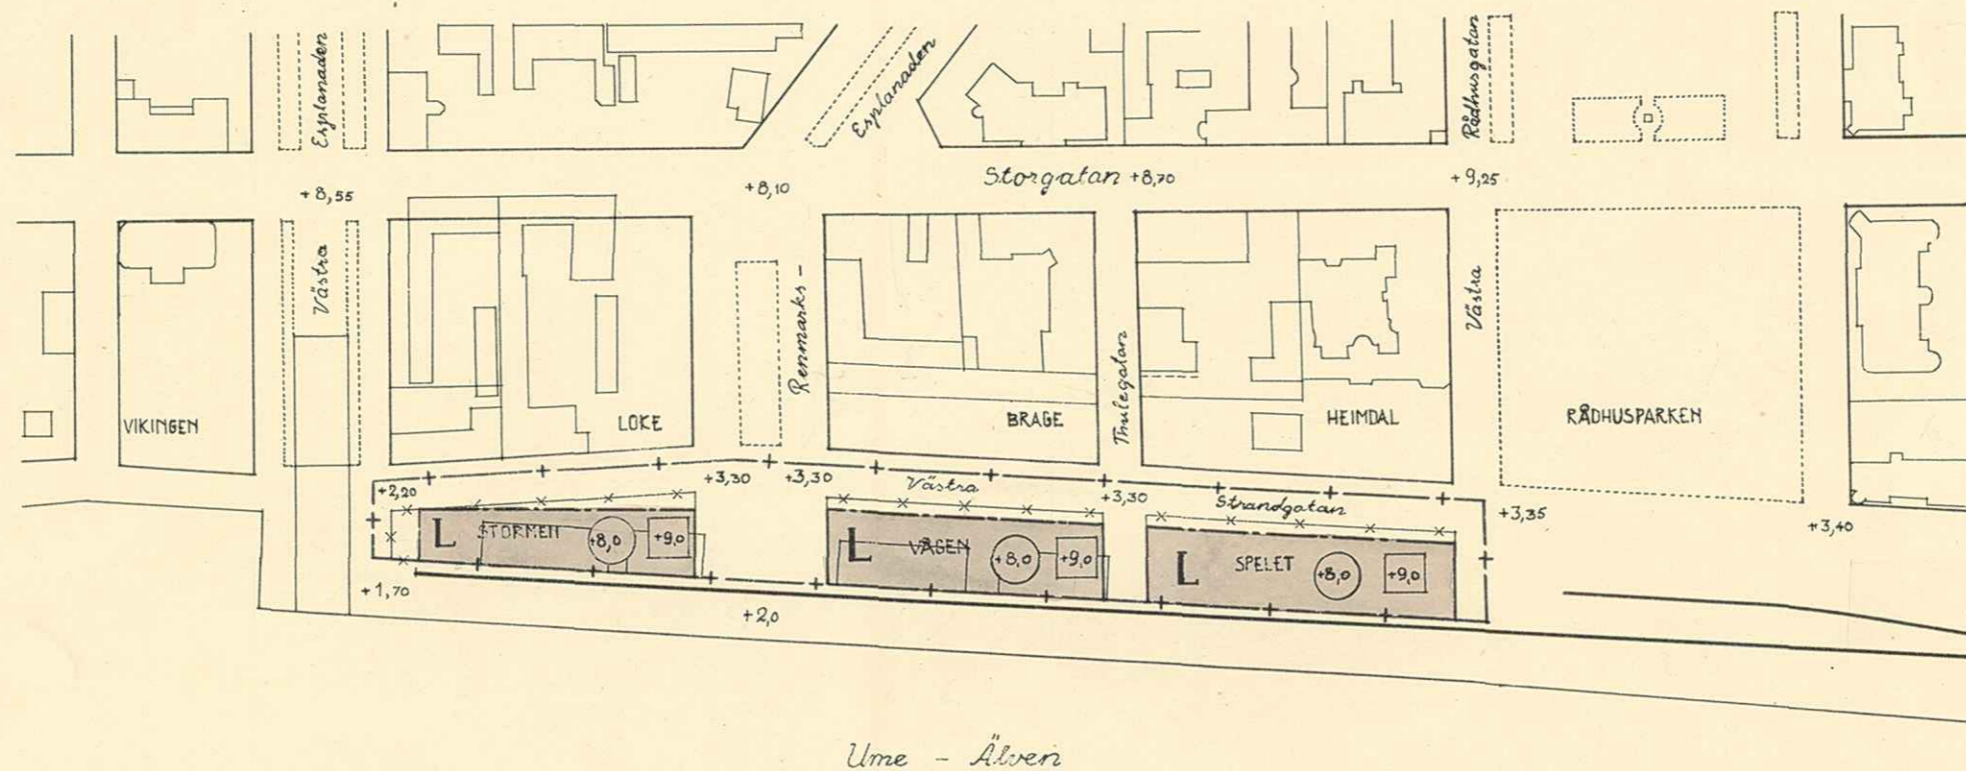 Esplanaden
Esplanaden
Rådhusgatan
Storgatan +8,70
+8,55
+8,10
+9,25
Västra
Renmarks-
Thulegatan
Västra
VIKINGEN
LOKE
BRAGE
HEIMDAL
RÅDHUSPARKEN
+2,20
+3,30
+3,30
Västra
+3,30
Strandgatan
+3,35
+3,40
L STORMEN +8,0 +9,0
L VÅGEN +8,0 +9,0
L SPELET +8,0 +9,0
+1,70
+2,0
Ume - Älven